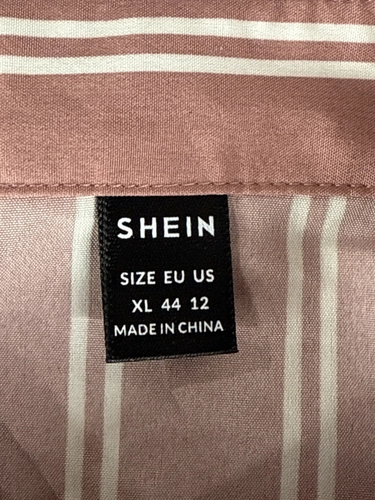 SHEIN
SIZE EU US
XL 44 12
MADE IN CHINA